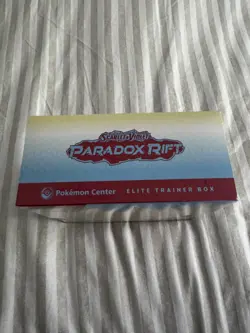 Scarlet & Violet
PARADOX RIFT
Pokémon Center ELITE TRAINER BOX